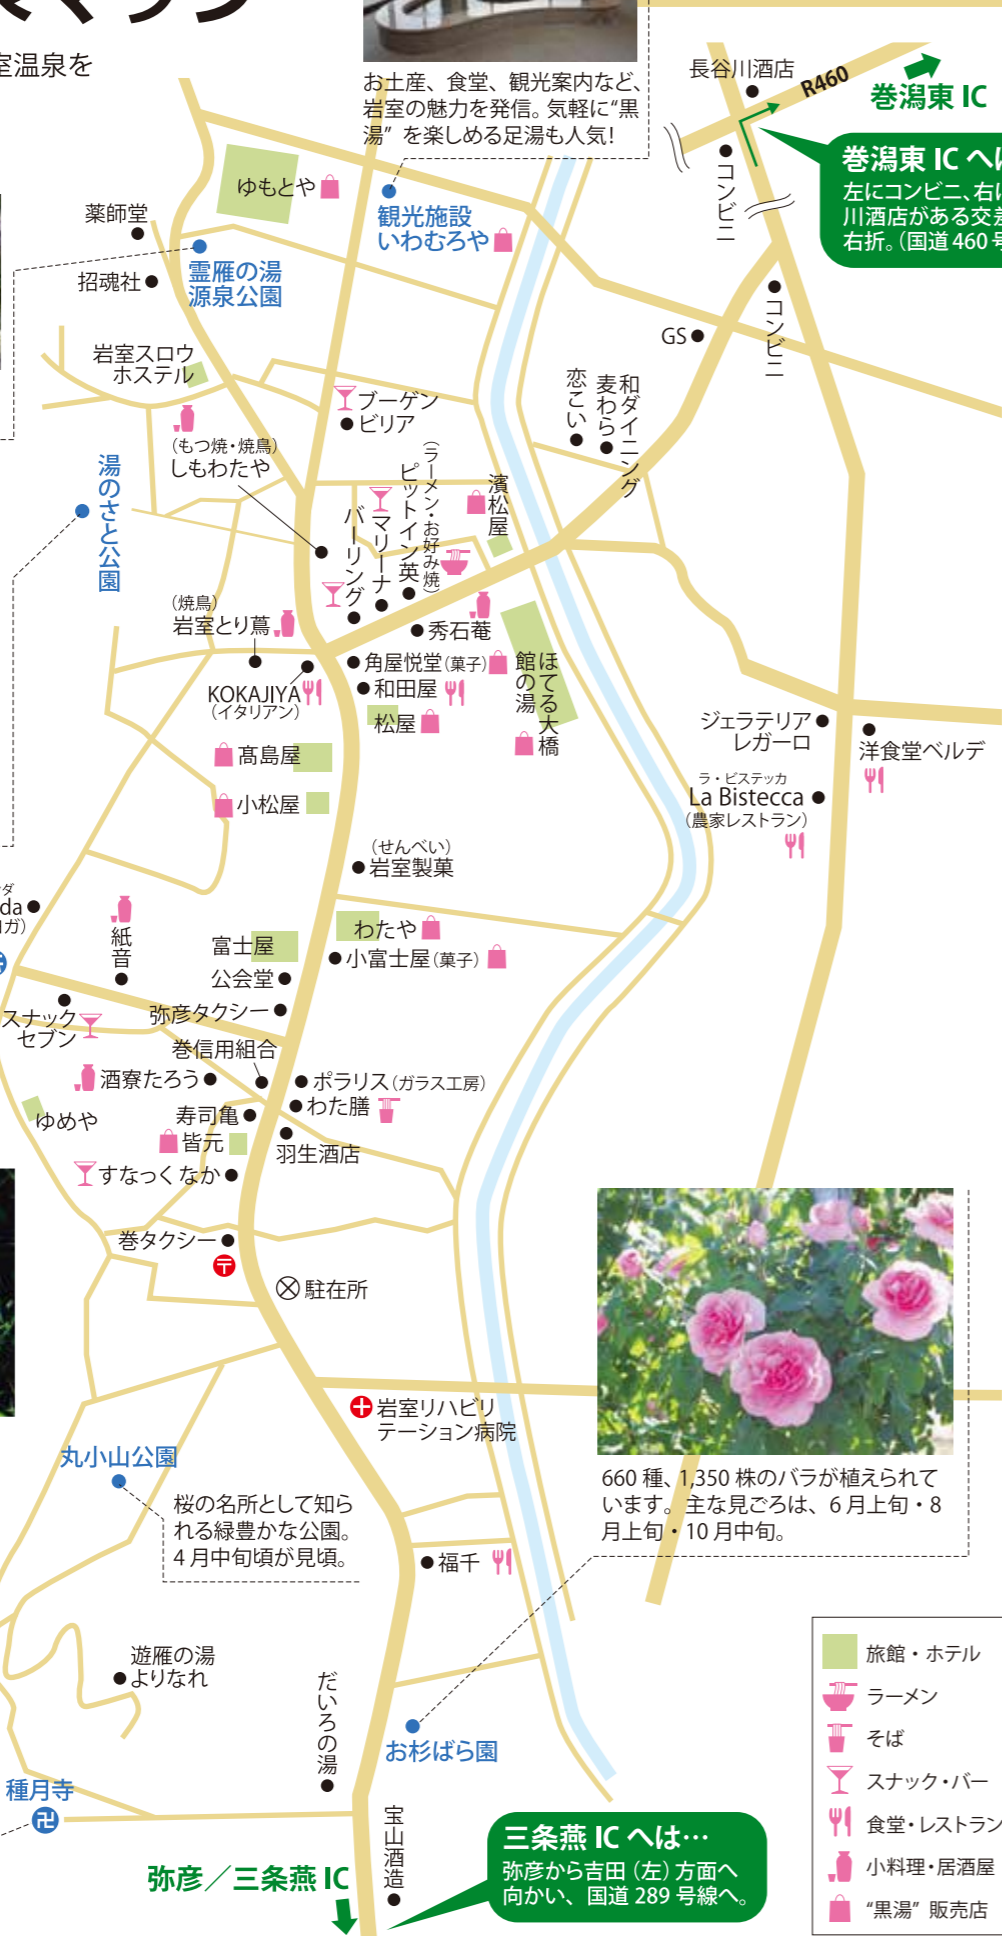 室温泉を
お土産、食堂、観光案内など、
岩室の魅力を発信。気軽に“黒
湯”を楽しめる足湯も人気!
長谷川酒店
R460
巻潟東 IC
巻潟東 IC へは
左にコンビニ、右に
川酒店がある交差
右折。(国道 460 号
コンビニ
コンビニ
GS
ゆもとや
観光施設
いわむろや
薬師堂
招魂社
霊雁の湯
源泉公園
岩室スロウ
ホステル
ブーゲン
ビリア
恋こい
和ダイニング
麦わら
(もつ焼・焼鳥)
しもわたや
湯のさと公園
濱松屋
(ラーメン・お好み焼)
ピットイン英
マリーナ
バーリング
(焼鳥)
岩室とり蔦
秀石菴
角屋悦堂(菓子)
KOKAJIYA
(イタリアン)
和田屋
松屋
ほてる大橋
館の湯
髙島屋
小松屋
ジェラテリア
レガーロ
洋食堂ベルデ
ラ・ビステッカ
La Bistecca
(農家レストラン)
(せんべい)
岩室製菓
ダ
da
ガ)
紙音
わたや
富士屋
小富士屋(菓子)
公会堂
弥彦タクシー
スナック
セブン
巻信用組合
酒寮たろう
ポラリス(ガラス工房)
わた膳
ゆめや
寿司亀
皆元
羽生酒店
すなっくなか
巻タクシー
〒
駐在所
岩室リハビリ
テーション病院
丸小山公園
桜の名所として知ら
れる緑豊かな公園。
4 月中旬頃が見頃。
660 種、1,350 株のバラが植えられて
います。主な見ごろは、6 月上旬・8
月上旬・10 月中旬。
福千
遊雁の湯
よりなれ
だいろの湯
お杉ばら園
種月寺
卍
宝山酒造
弥彦/三条燕 IC
三条燕 IC へは…
弥彦から吉田(左)方面へ
向かい、国道 289 号線へ。
旅館・ホテル
ラーメン
そば
スナック・バー
食堂・レストラン
小料理・居酒屋
“黒湯”販売店